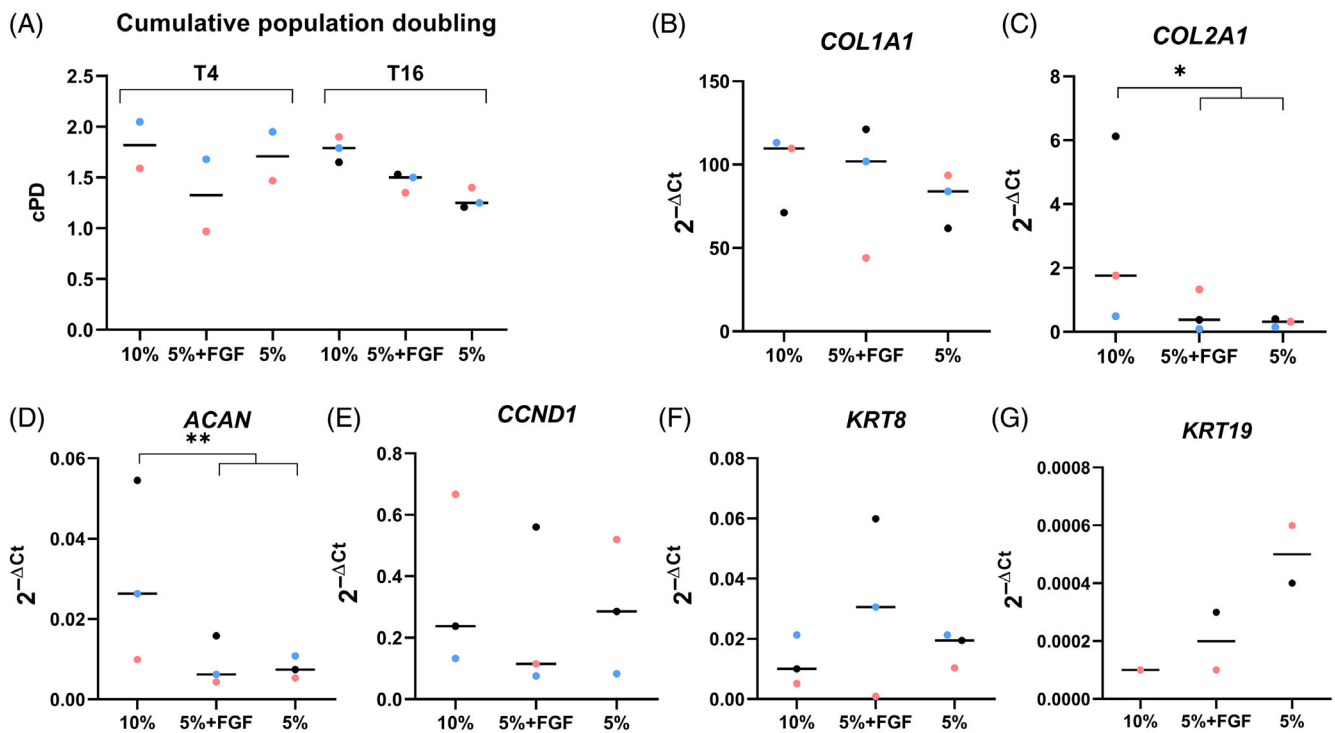 (A) Cumulative population doubling
T4 T16
cPD
2.5
2.0
1.5
1.0
0.5
0.0
10% 5%+FGF 5% 10% 5%+FGF 5%
(B) COL1A1
2^−ΔCt
150
100
50
0
10% 5%+FGF 5%
(C) COL2A1
*
2^−ΔCt
8
6
4
2
0
10% 5%+FGF 5%
(D) ACAN
**
2^−ΔCt
0.06
0.04
0.02
0.00
10% 5%+FGF 5%
(E) CCND1
2^−ΔCt
0.8
0.6
0.4
0.2
0.0
10% 5%+FGF 5%
(F) KRT8
2^−ΔCt
0.08
0.06
0.04
0.02
0.00
10% 5%+FGF 5%
(G) KRT19
2^−ΔCt
0.0008
0.0006
0.0004
0.0002
0.0000
10% 5%+FGF 5%